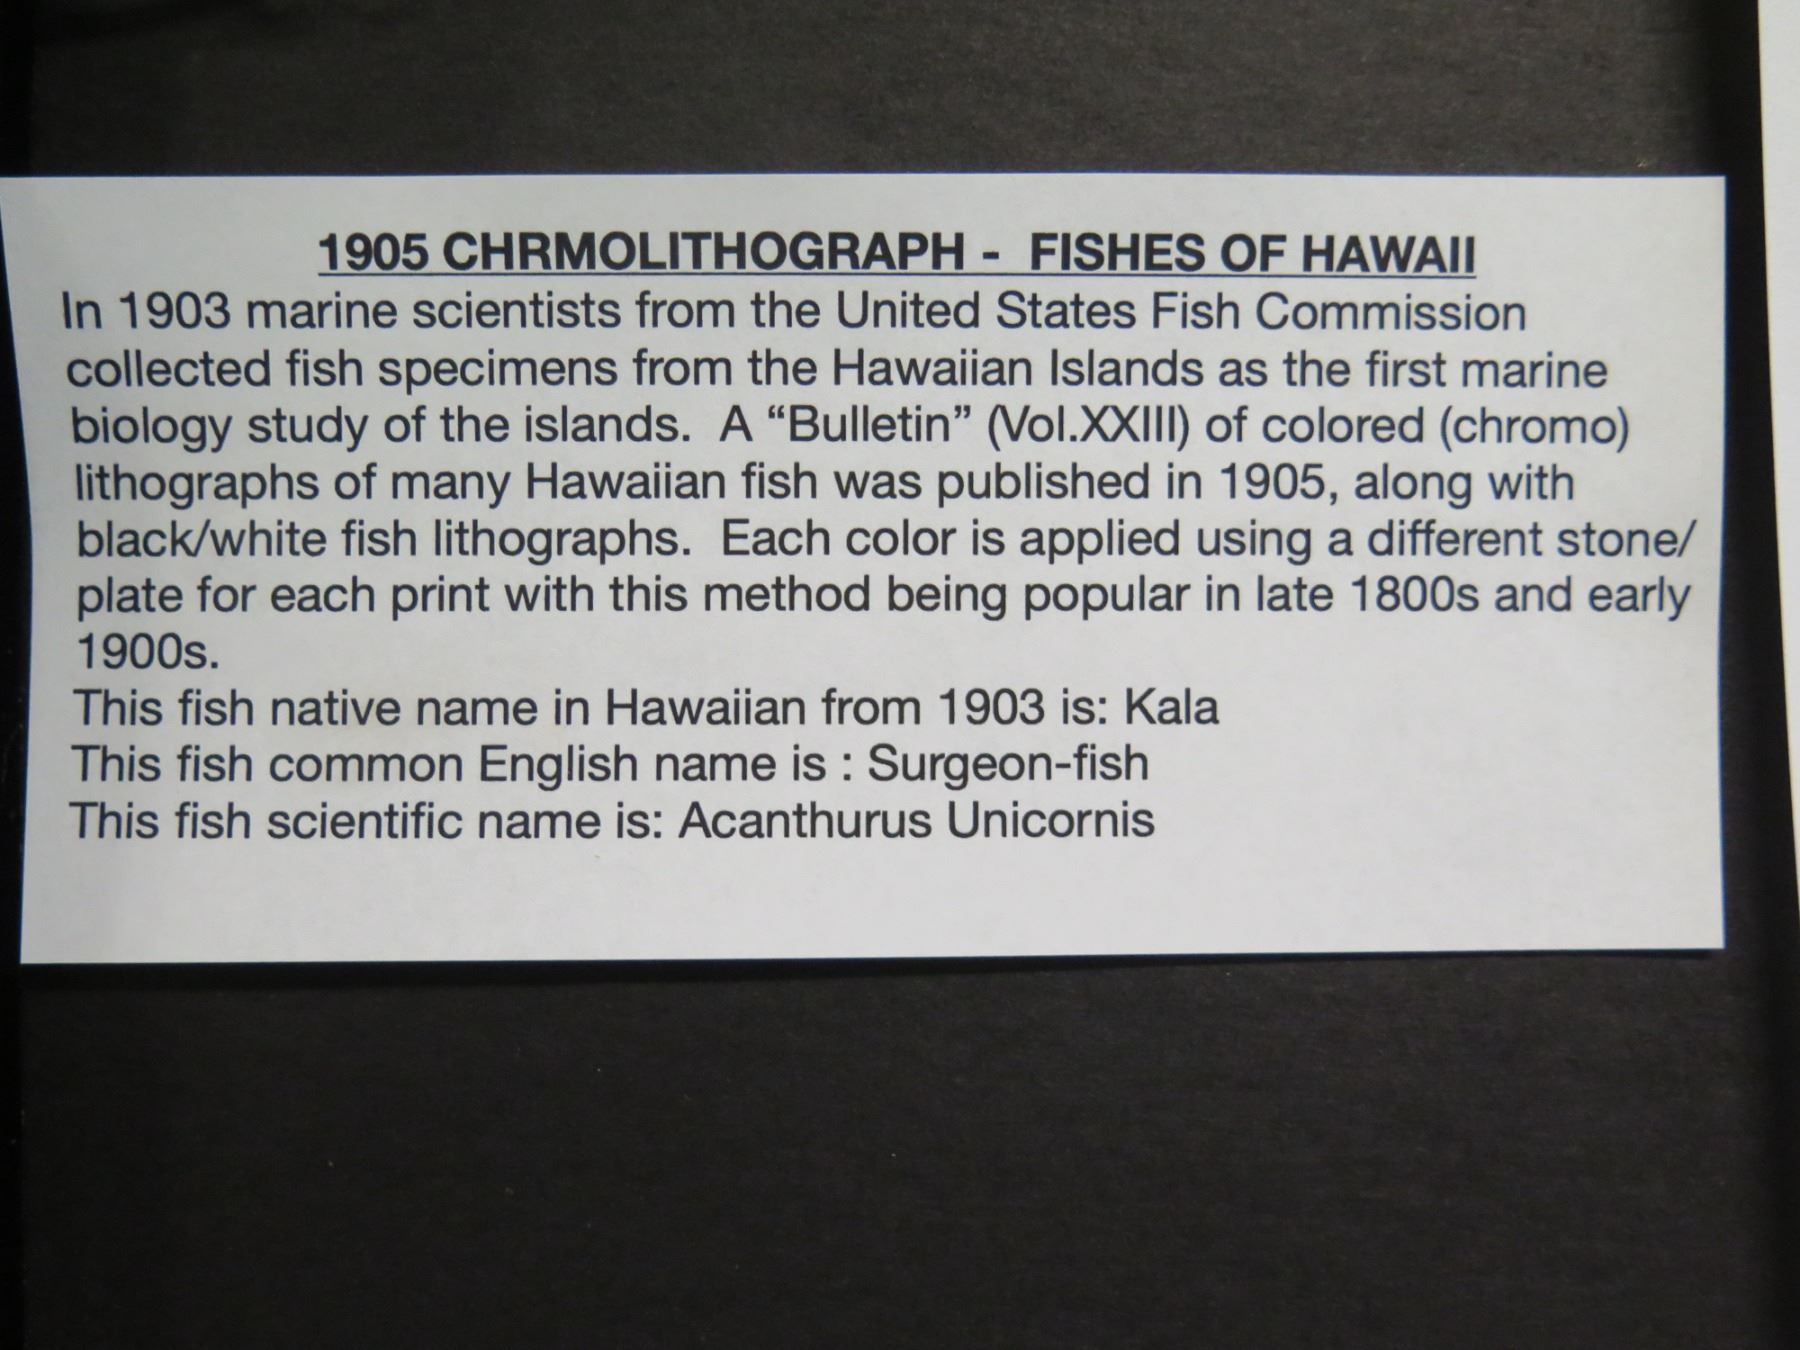 1905 CHRMOLITHOGRAPH - FISHES OF HAWAII
In 1903 marine scientists from the United States Fish Commission
collected fish specimens from the Hawaiian Islands as the first marine
biology study of the islands. A “Bulletin” (Vol.XXIII) of colored (chromo)
lithographs of many Hawaiian fish was published in 1905, along with
black/white fish lithographs. Each color is applied using a different stone/
plate for each print with this method being popular in late 1800s and early
1900s.
This fish native name in Hawaiian from 1903 is: Kala
This fish common English name is : Surgeon-fish
This fish scientific name is: Acanthurus Unicornis